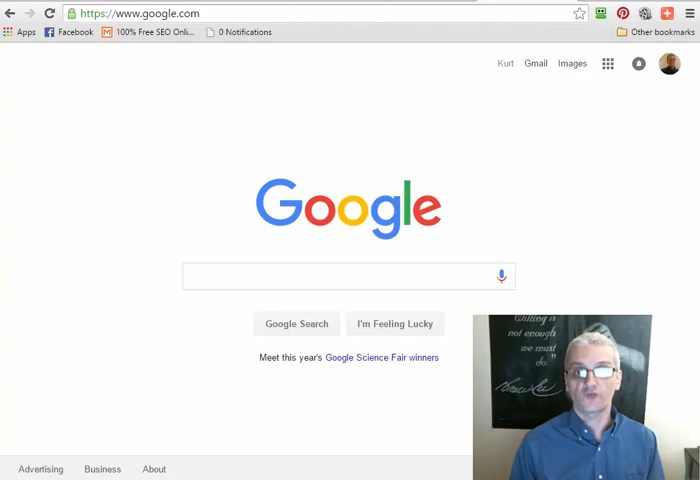 https://www.google.com
Apps Facebook 100% Free SEO Onli... 0 Notifications Other bookmarks
Kurt Gmail Images
Google
Google Search I'm Feeling Lucky
Meet this year's Google Science Fair winners
Willing is
not enough
we must
do."
Advertising Business About